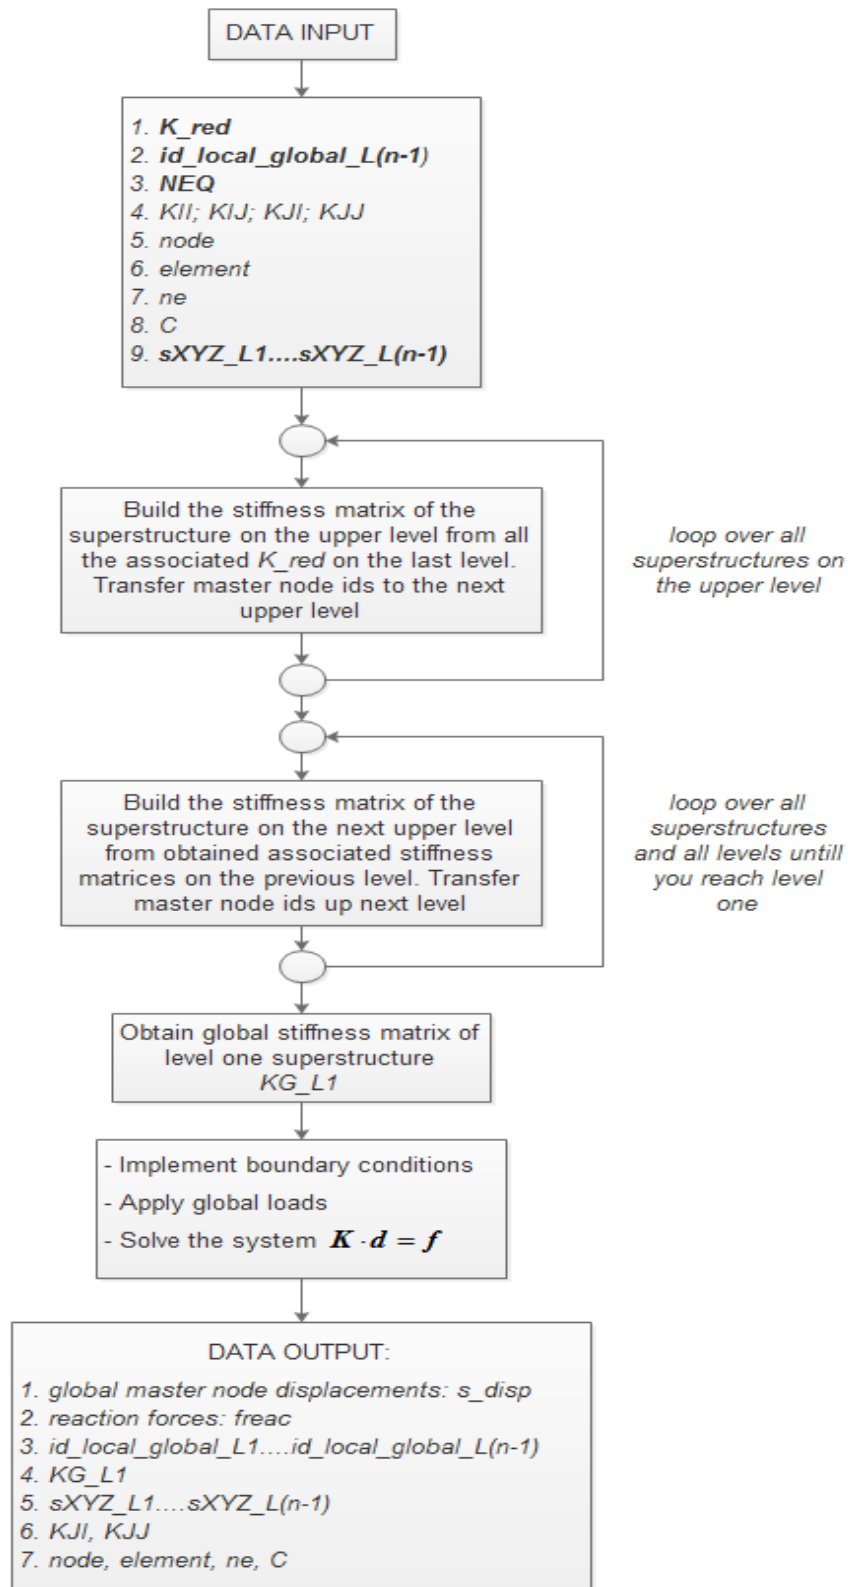 DATA INPUT
1. K_red
2. id_local_global_L(n-1)
3. NEQ
4. KII; KIJ; KJI; KJJ
5. node
6. element
7. ne
8. C
9. sXYZ_L1....sXYZ_L(n-1)
Build the stiffness matrix of the
superstructure on the upper level from all
the associated K_red on the last level.
Transfer master node ids to the next
upper level
loop over all
superstructures on
the upper level
Build the stiffness matrix of the
superstructure on the next upper level
from obtained associated stiffness
matrices on the previous level. Transfer
master node ids up next level
loop over all
superstructures
and all levels untill
you reach level
one
Obtain global stiffness matrix of
level one superstructure
KG_L1
- Implement boundary conditions
- Apply global loads
- Solve the system K · d = f
DATA OUTPUT:
1. global master node displacements: s_disp
2. reaction forces: freac
3. id_local_global_L1....id_local_global_L(n-1)
4. KG_L1
5. sXYZ_L1....sXYZ_L(n-1)
6. KJI, KJJ
7. node, element, ne, C